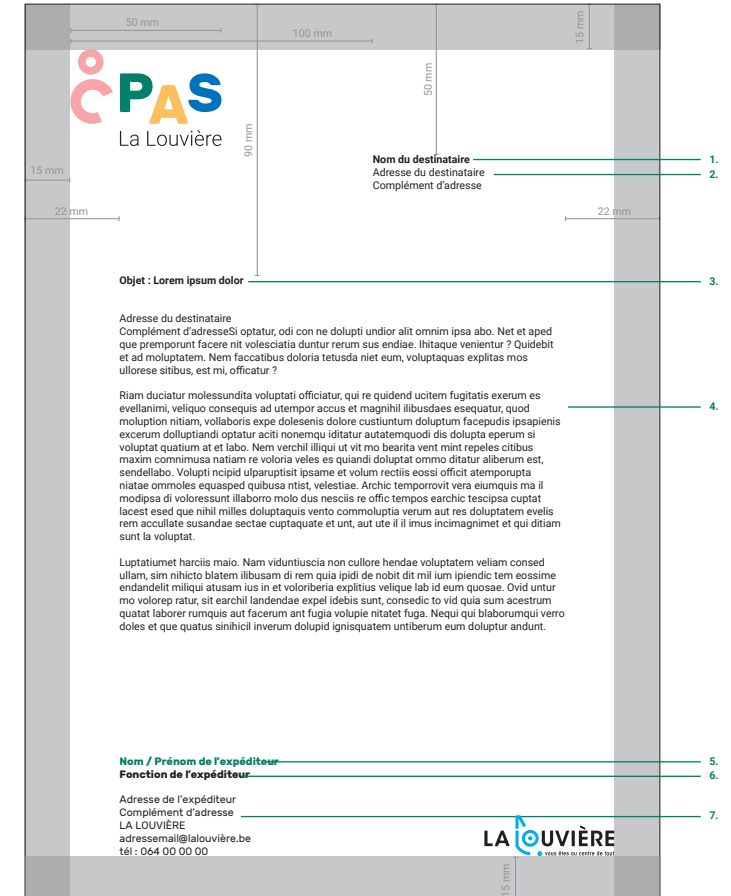 50 mm
100 mm
15 mm
50 mm
90 mm
CPAS
La Louvière
Nom du destinataire
1.
Adresse du destinataire
2.
Complément d'adresse
15 mm
22 mm
22 mm
Objet : Lorem ipsum dolor
3.
Adresse du destinataire
Complément d'adresseSi optatur, odi con ne dolupti undior alit omnim ipsa abo. Net et aped
que premporunt facere nit volesciatia duntur rerum sus endiae. Ihitaque venientur ? Quidebit
et ad moluptatem. Nem faccatibus doloria tetusda niet eum, voluptaquas explitas mos
ullorese sitibus, est mi, officatur ?
Riam duciatur molessundita voluptati officiatur, qui re quidend ucitem fugitatis exerum es
evellanimi, veliquo consequis ad utempor accus et magnihil ilibusdaes esequatur, quod
4.
moluption nitiam, vollaboris expe dolesenis dolore custiuntum doluptum facepudis ipsapienis
excerum dolluptiandi optatur aciti nonemqu iditatur autatemquodi dis dolupta eperum si
voluptat quatium at et labo. Nem verchil illiqui ut vit mo bearita vent mint repeles citibus
maxim comnimusa natiam re voloria veles es quiandi doluptat ommo ditatur aliberum est,
sendellabo. Volupti ncipid ulparuptisit ipsame et volum rectiis eossi officit atemporupta
niatae ommoles equasped quibusa ntist, velestiae. Archic temporrovit vera eiumquis ma il
modipsa di voloressunt illaborro molo dus nesciis re offic tempos earchic tescipsa cuptat
lacest esed que nihil milles doluptaquis vento commoluptia verum aut res doluptatem evelis
rem accullate susandae sectae cuptaquate et unt, aut ute il il imus incimagnimet et qui ditiam
sunt la voluptat.
Luptatiumet harciis maio. Nam viduntiuscia non cullore hendae voluptatem veliam consed
ullam, sim nihicto blatem ilibusam di rem quia ipidi de nobit dit mil ium ipiendic tem eossime
endandelit miliqui atusam ius in et voloriberia explitius velique lab id eum quosae. Ovid untur
mo volorep ratur, sit earchil landendae expel idebis sunt, consedic to vid quia sum acestrum
quatat laborer rumquis aut facerum ant fugia volupie nitatet fuga. Nequi qui blaborumqui verro
doles et que quatus sinihicil inverum dolupid ignisquatem untiberum eum doluptur andunt.
Nom / Prénom de l'expéditeur
5.
Fonction de l'expéditeur
6.
Adresse de l'expéditeur
Complément d'adresse
7.
LA LOUVIÈRE
adressemail@lalouvière.be
tél : 064 00 00 00
LA LOUVIÈRE
vous êtes au centre de tout
15 mm